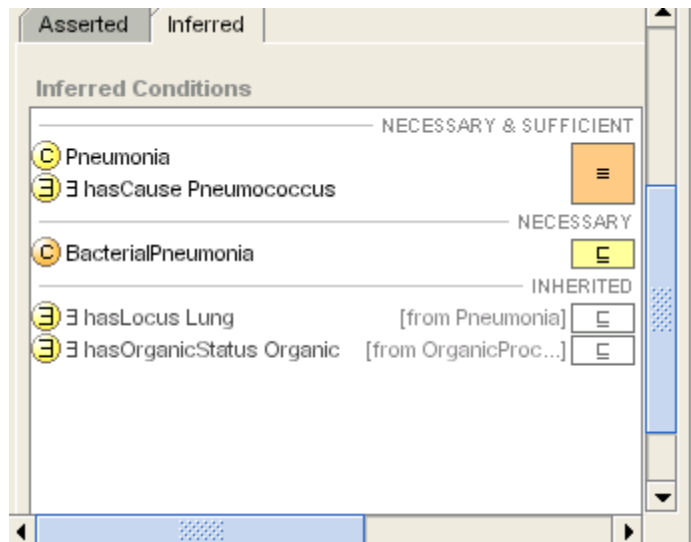 Asserted Inferred
Inferred Conditions
NECESSARY & SUFFICIENT
C Pneumonia
≡
∃ ∃ hasCause Pneumococcus
NECESSARY
C BacterialPneumonia ⊑
INHERITED
∃ ∃ hasLocus Lung [from Pneumonia] ⊑
∃ ∃ hasOrganicStatus Organic [from OrganicProc...] ⊑